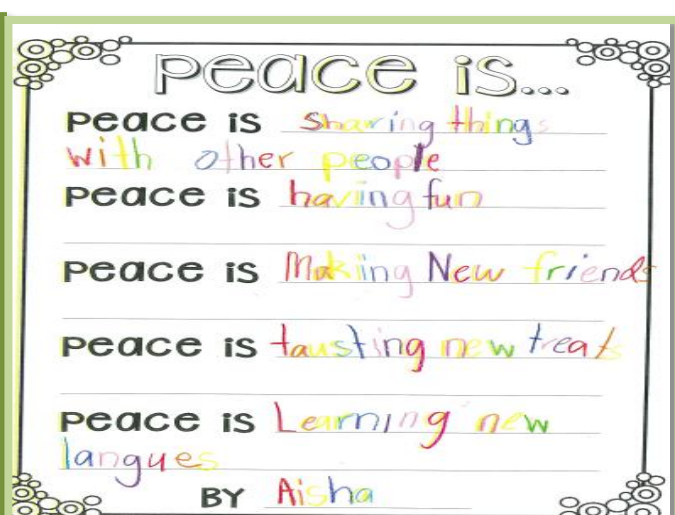 Peace is...
Peace is Sharing things
With other people
Peace is having fun
Peace is Making New friends
Peace is tausting new treats
Peace is Learning new
langues
BY Aisha